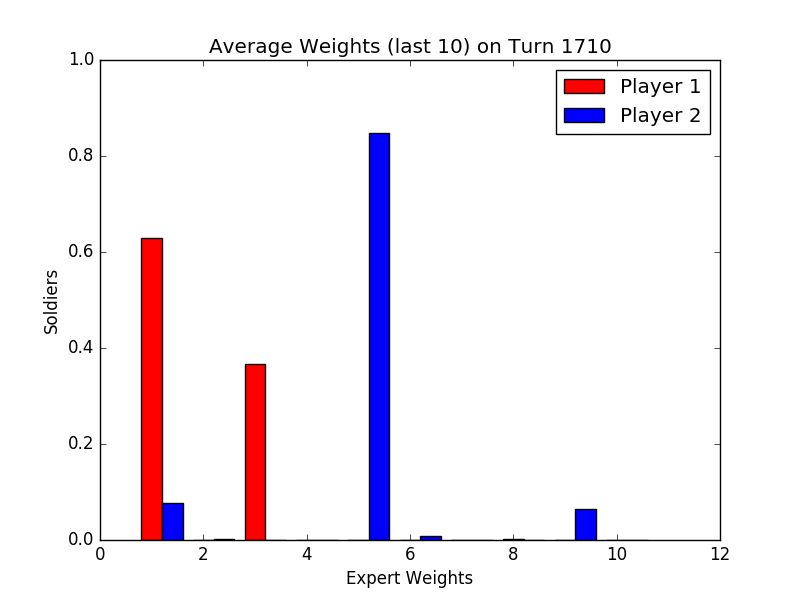 Average Weights (last 10) on Turn 1710
1.0
0.8
0.6
0.4
0.2
0.0
Soldiers
Player 1
Player 2
0 2 4 6 8 10 12
Expert Weights